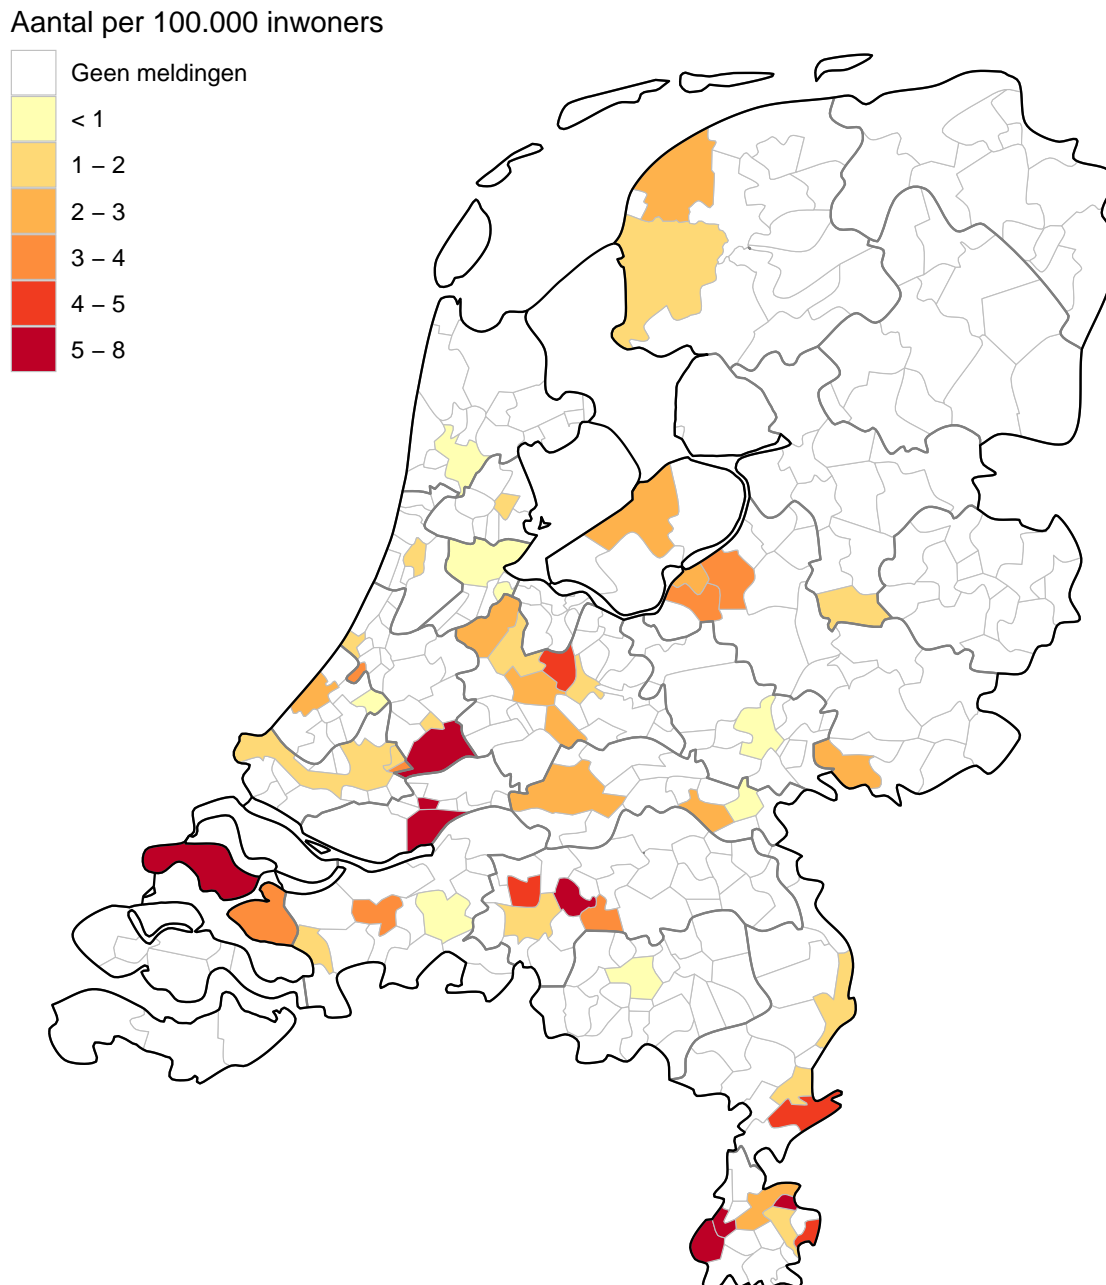 Aantal per 100.000 inwoners
Geen meldingen
< 1
1 – 2
2 – 3
3 – 4
4 – 5
5 – 8